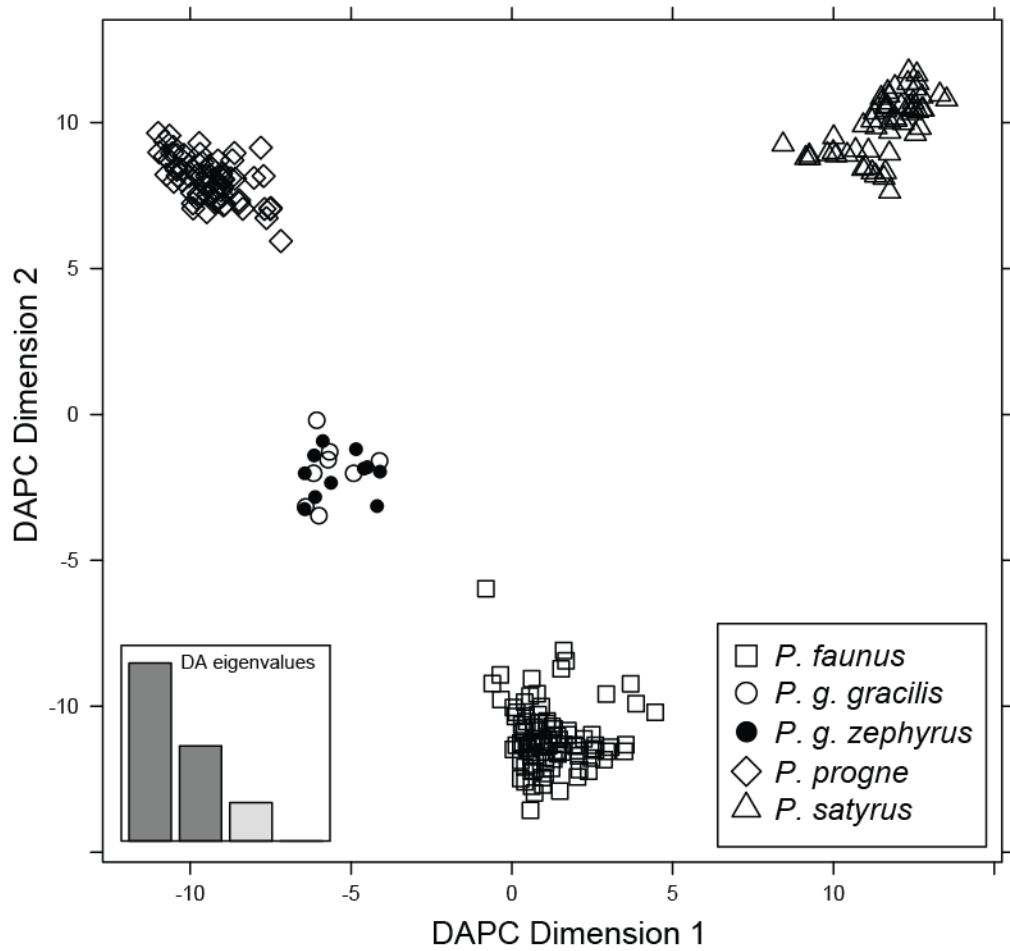 DAPC Dimension 2
10
5
0
-5
-10
DA eigenvalues
P. faunus
P. g. gracilis
P. g. zephyrus
P. progne
P. satyrus
-10 -5 0 5 10
DAPC Dimension 1